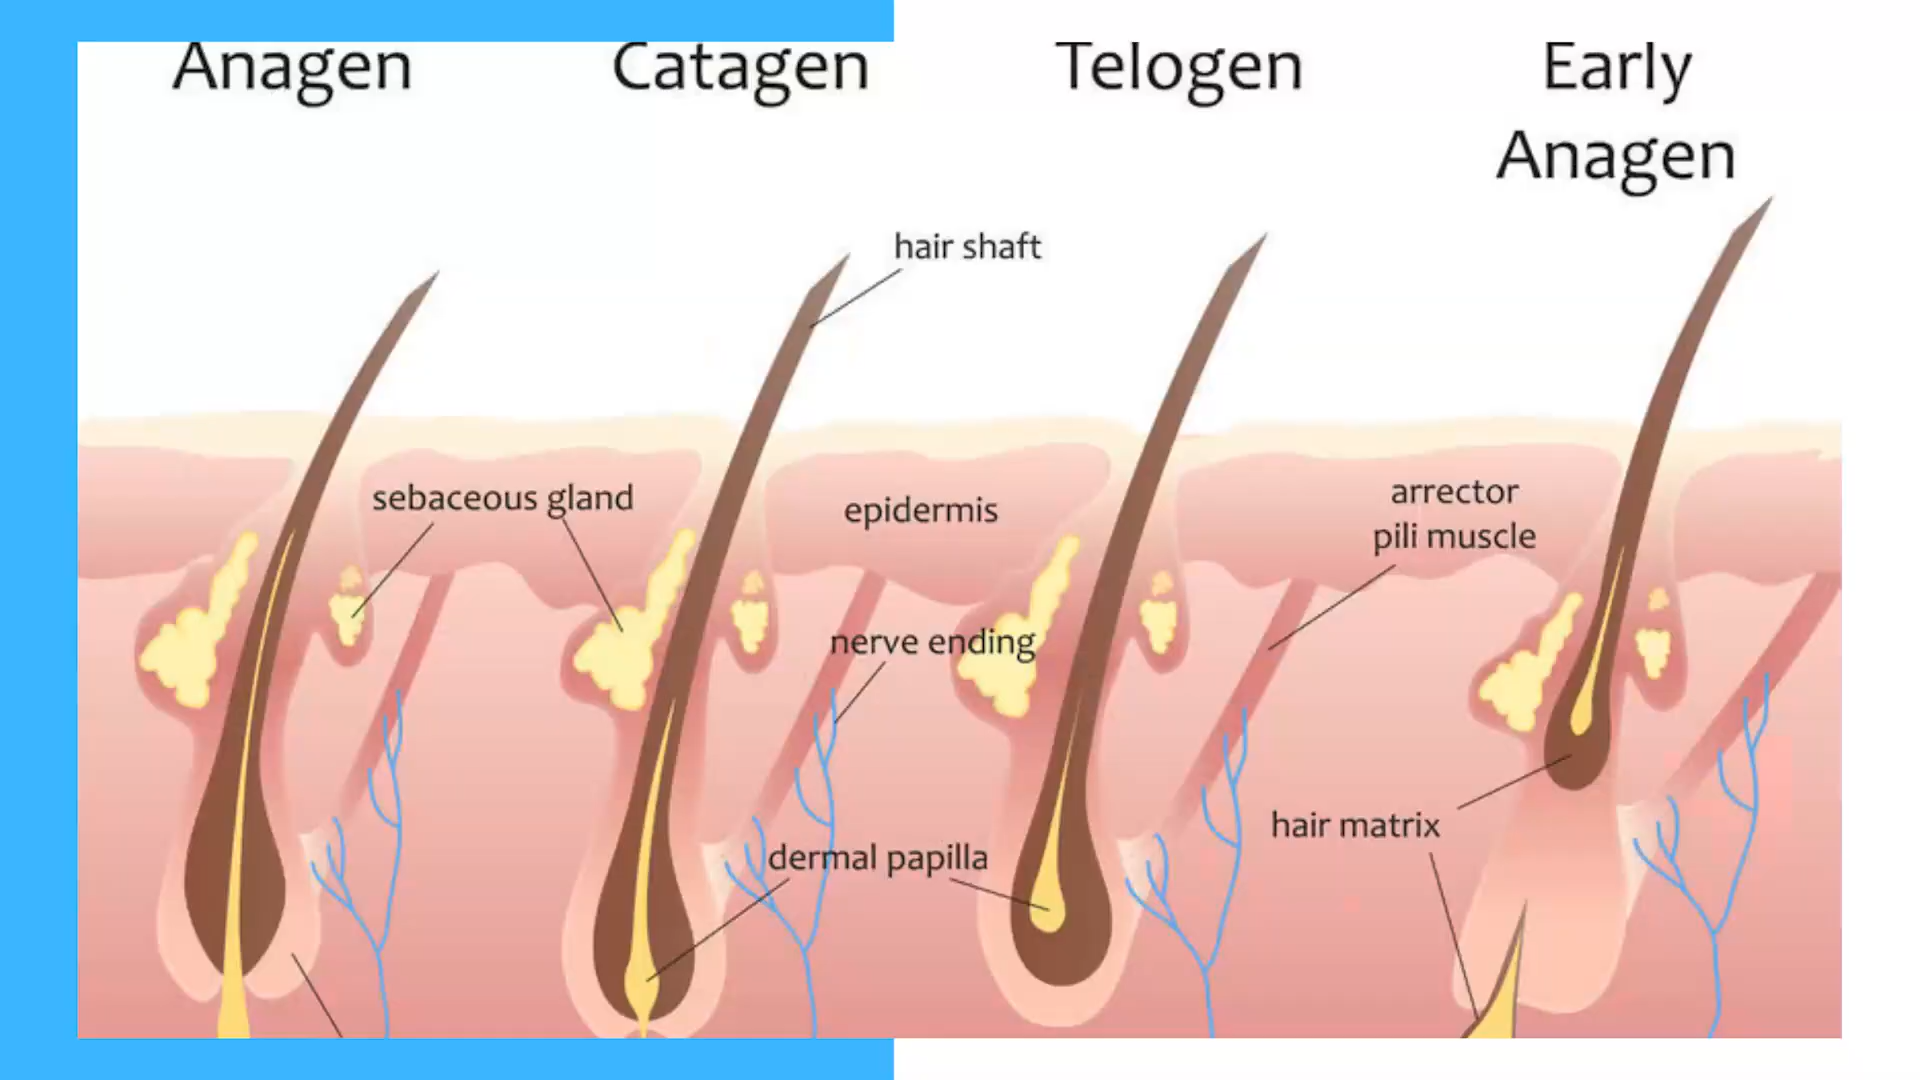 Anagen
Catagen
Telogen
Early
Anagen
hair shaft
sebaceous gland
epidermis
arrector
pili muscle
nerve ending
hair matrix
dermal papilla